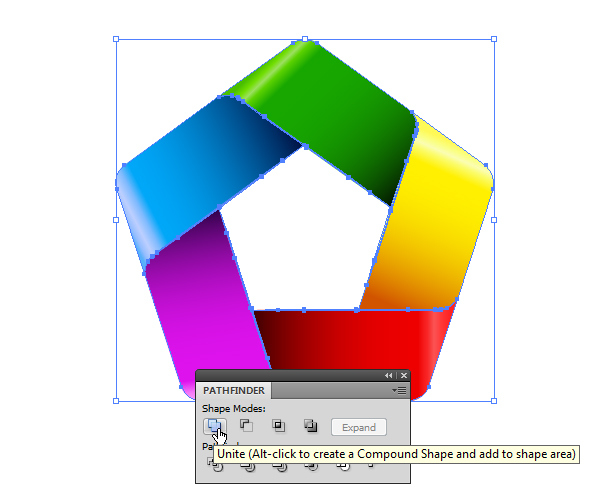 PATHFINDER
Shape Modes:
Expand
Unite (Alt-click to create a Compound Shape and add to shape area)